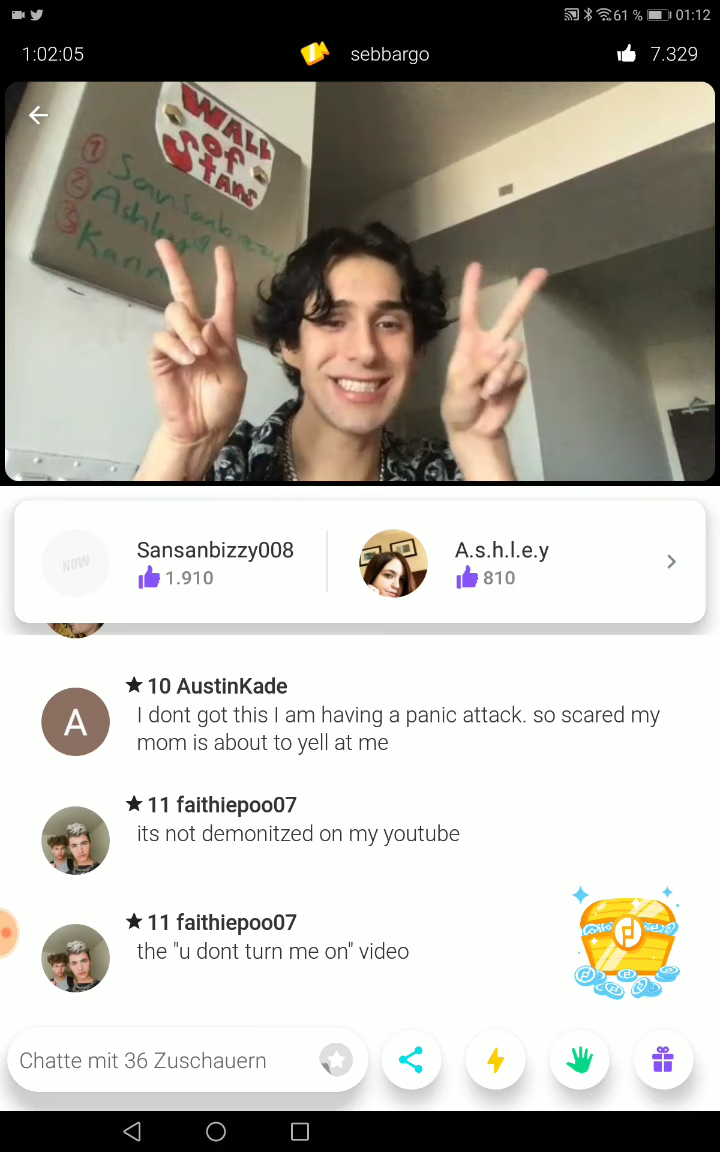 61 % 01:12
1:02:05 sebbargo 7.329
WALL
of
STANS
1 SanSanbizzy
2 Ashley
3 Karin
NOW
Sansanbizzy008
1.910
A.s.h.l.e.y
810
A
★ 10 AustinKade
I dont got this I am having a panic attack. so scared my
mom is about to yell at me
★ 11 faithiepoo07
its not demonitzed on my youtube
★ 11 faithiepoo07
the "u dont turn me on" video
Chatte mit 36 Zuschauern